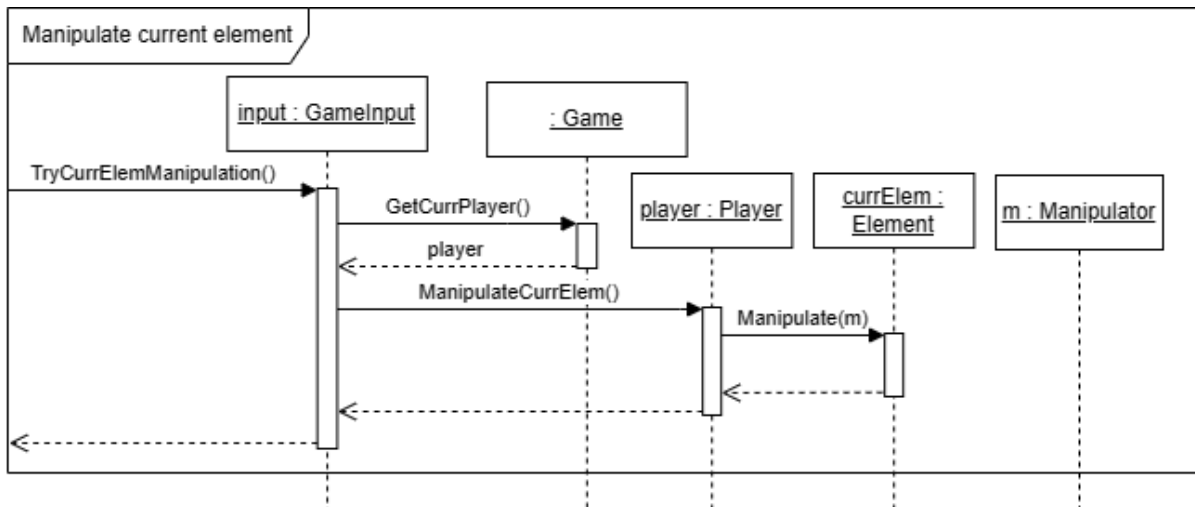 Manipulate current element
input : GameInput
: Game
TryCurrElemManipulation()
player : Player
currElem :
Element
m : Manipulator
GetCurrPlayer()
player
ManipulateCurrElem()
Manipulate(m)